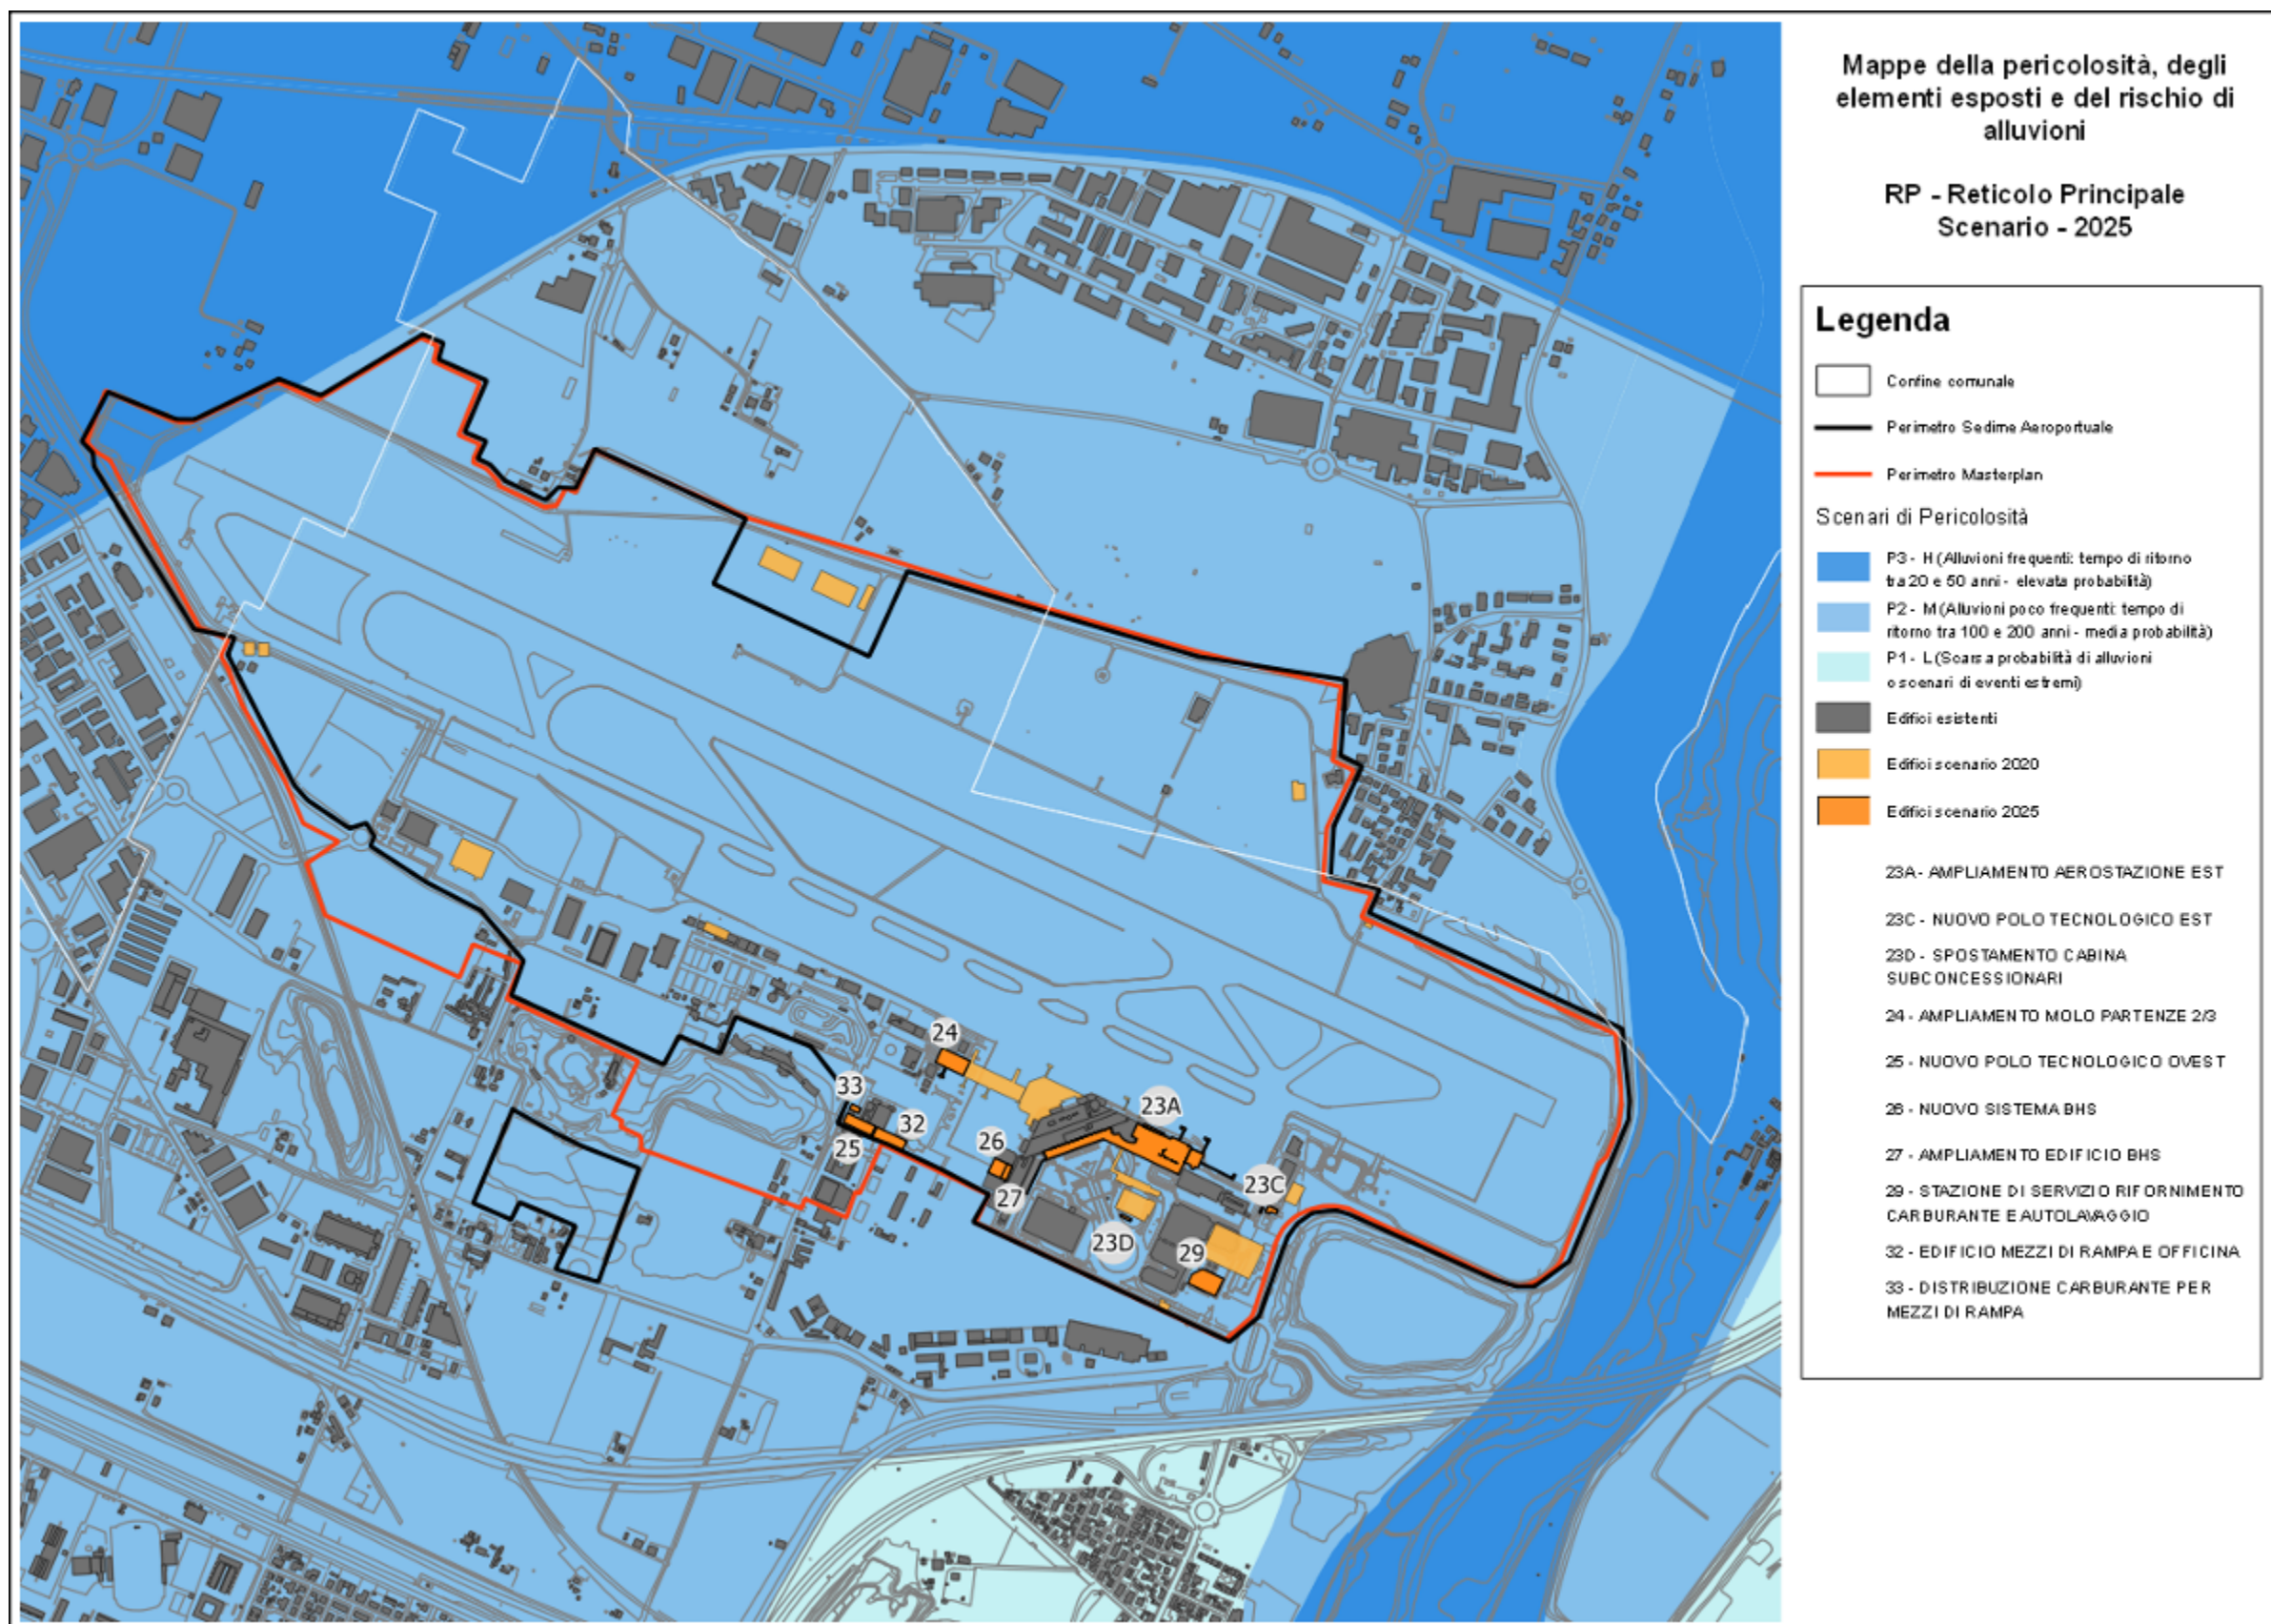 Mappe della pericolosità, degli
elementi esposti e del rischio di
alluvioni
RP - Reticolo Principale
Scenario - 2025
Legenda
Confine comunale
Perimetro Sedime Aeroportuale
Perimetro Masterplan
Scenari di Pericolosità
P3 - H (Alluvioni frequenti: tempo di ritorno
tra 20 e 50 anni - elevata probabilità)
P2 - M (Alluvioni poco frequenti: tempo di
ritorno tra 100 e 200 anni - media probabilità)
P1 - L (Scarsa probabilità di alluvioni
o scenari di eventi estremi)
Edifici esistenti
Edifici scenario 2020
Edifici scenario 2025
23A - AMPLIAMENTO AEROSTAZIONE EST
23C - NUOVO POLO TECNOLOGICO EST
23D - SPOSTAMENTO CABINA
SUBCONCESSIONARI
24 - AMPLIAMENTO MOLO PARTENZE 2/3
25 - NUOVO POLO TECNOLOGICO OVEST
26 - NUOVO SISTEMA BHS
27 - AMPLIAMENTO EDIFICIO BHS
29 - STAZIONE DI SERVIZIO RIFORNIMENTO
CARBURANTE E AUTOLAVAGGIO
32 - EDIFICIO MEZZI DI RAMPA E OFFICINA
33 - DISTRIBUZIONE CARBURANTE PER
MEZZI DI RAMPA
24
33
23A
32
25
26
27
23C
23D
29